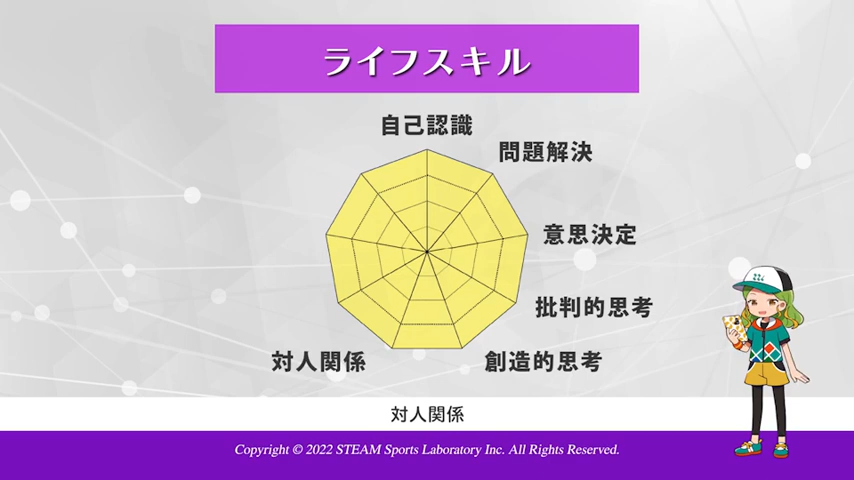 ライフスキル
自己認識
問題解決
意思決定
批判的思考
創造的思考
対人関係
対人関係
Copyright © 2022 STEAM Sports Laboratory Inc. All Rights Reserved.